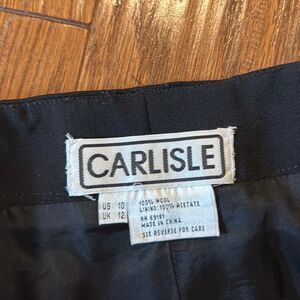 CARLISLE
US 10
UK 12
100% WOOL
LINING: 100% ACETATE
RN 69161
MADE IN CHINA
SEE REVERSE FOR CARE